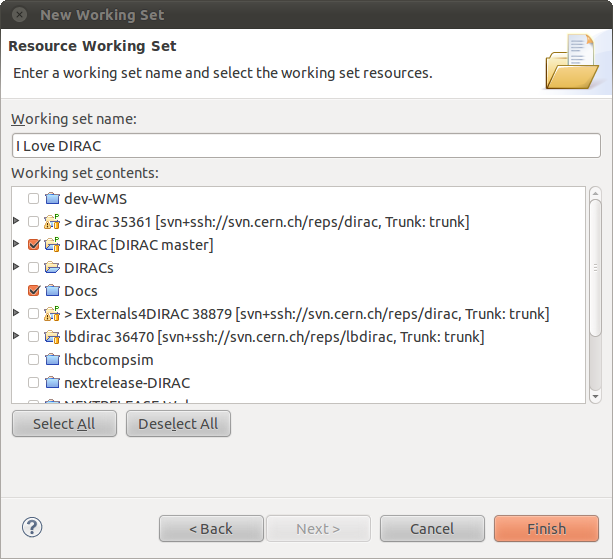 New Working Set
Resource Working Set
Enter a working set name and select the working set resources.
Working set name:
I Love DIRAC
Working set contents:
dev-WMS
> dirac 35361 [svn+ssh://svn.cern.ch/reps/dirac, Trunk: trunk]
DIRAC [DIRAC master]
DIRACs
Docs
> Externals4DIRAC 38879 [svn+ssh://svn.cern.ch/reps/dirac, Trunk: trunk]
lbdirac 36470 [svn+ssh://svn.cern.ch/reps/lbdirac, Trunk: trunk]
lhcbcompsim
nextrelease-DIRAC
Select All Deselect All
? < Back Next > Cancel Finish